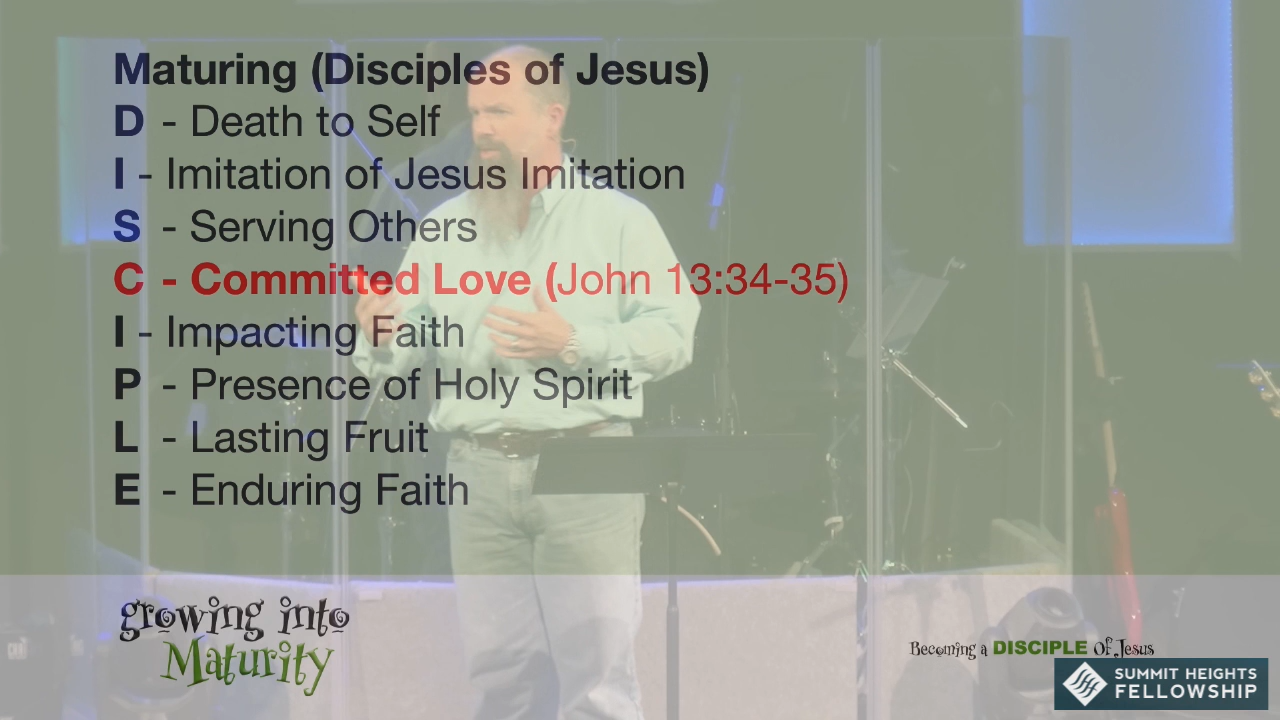 Maturing (Disciples of Jesus)
D - Death to Self
I - Imitation of Jesus Imitation
S - Serving Others
C - Committed Love (John 13:34-35)
I - Impacting Faith
P - Presence of Holy Spirit
L - Lasting Fruit
E - Enduring Faith
growing into
Maturity
Becoming a DISCIPLE Of Jesus
SUMMIT HEIGHTS
FELLOWSHIP